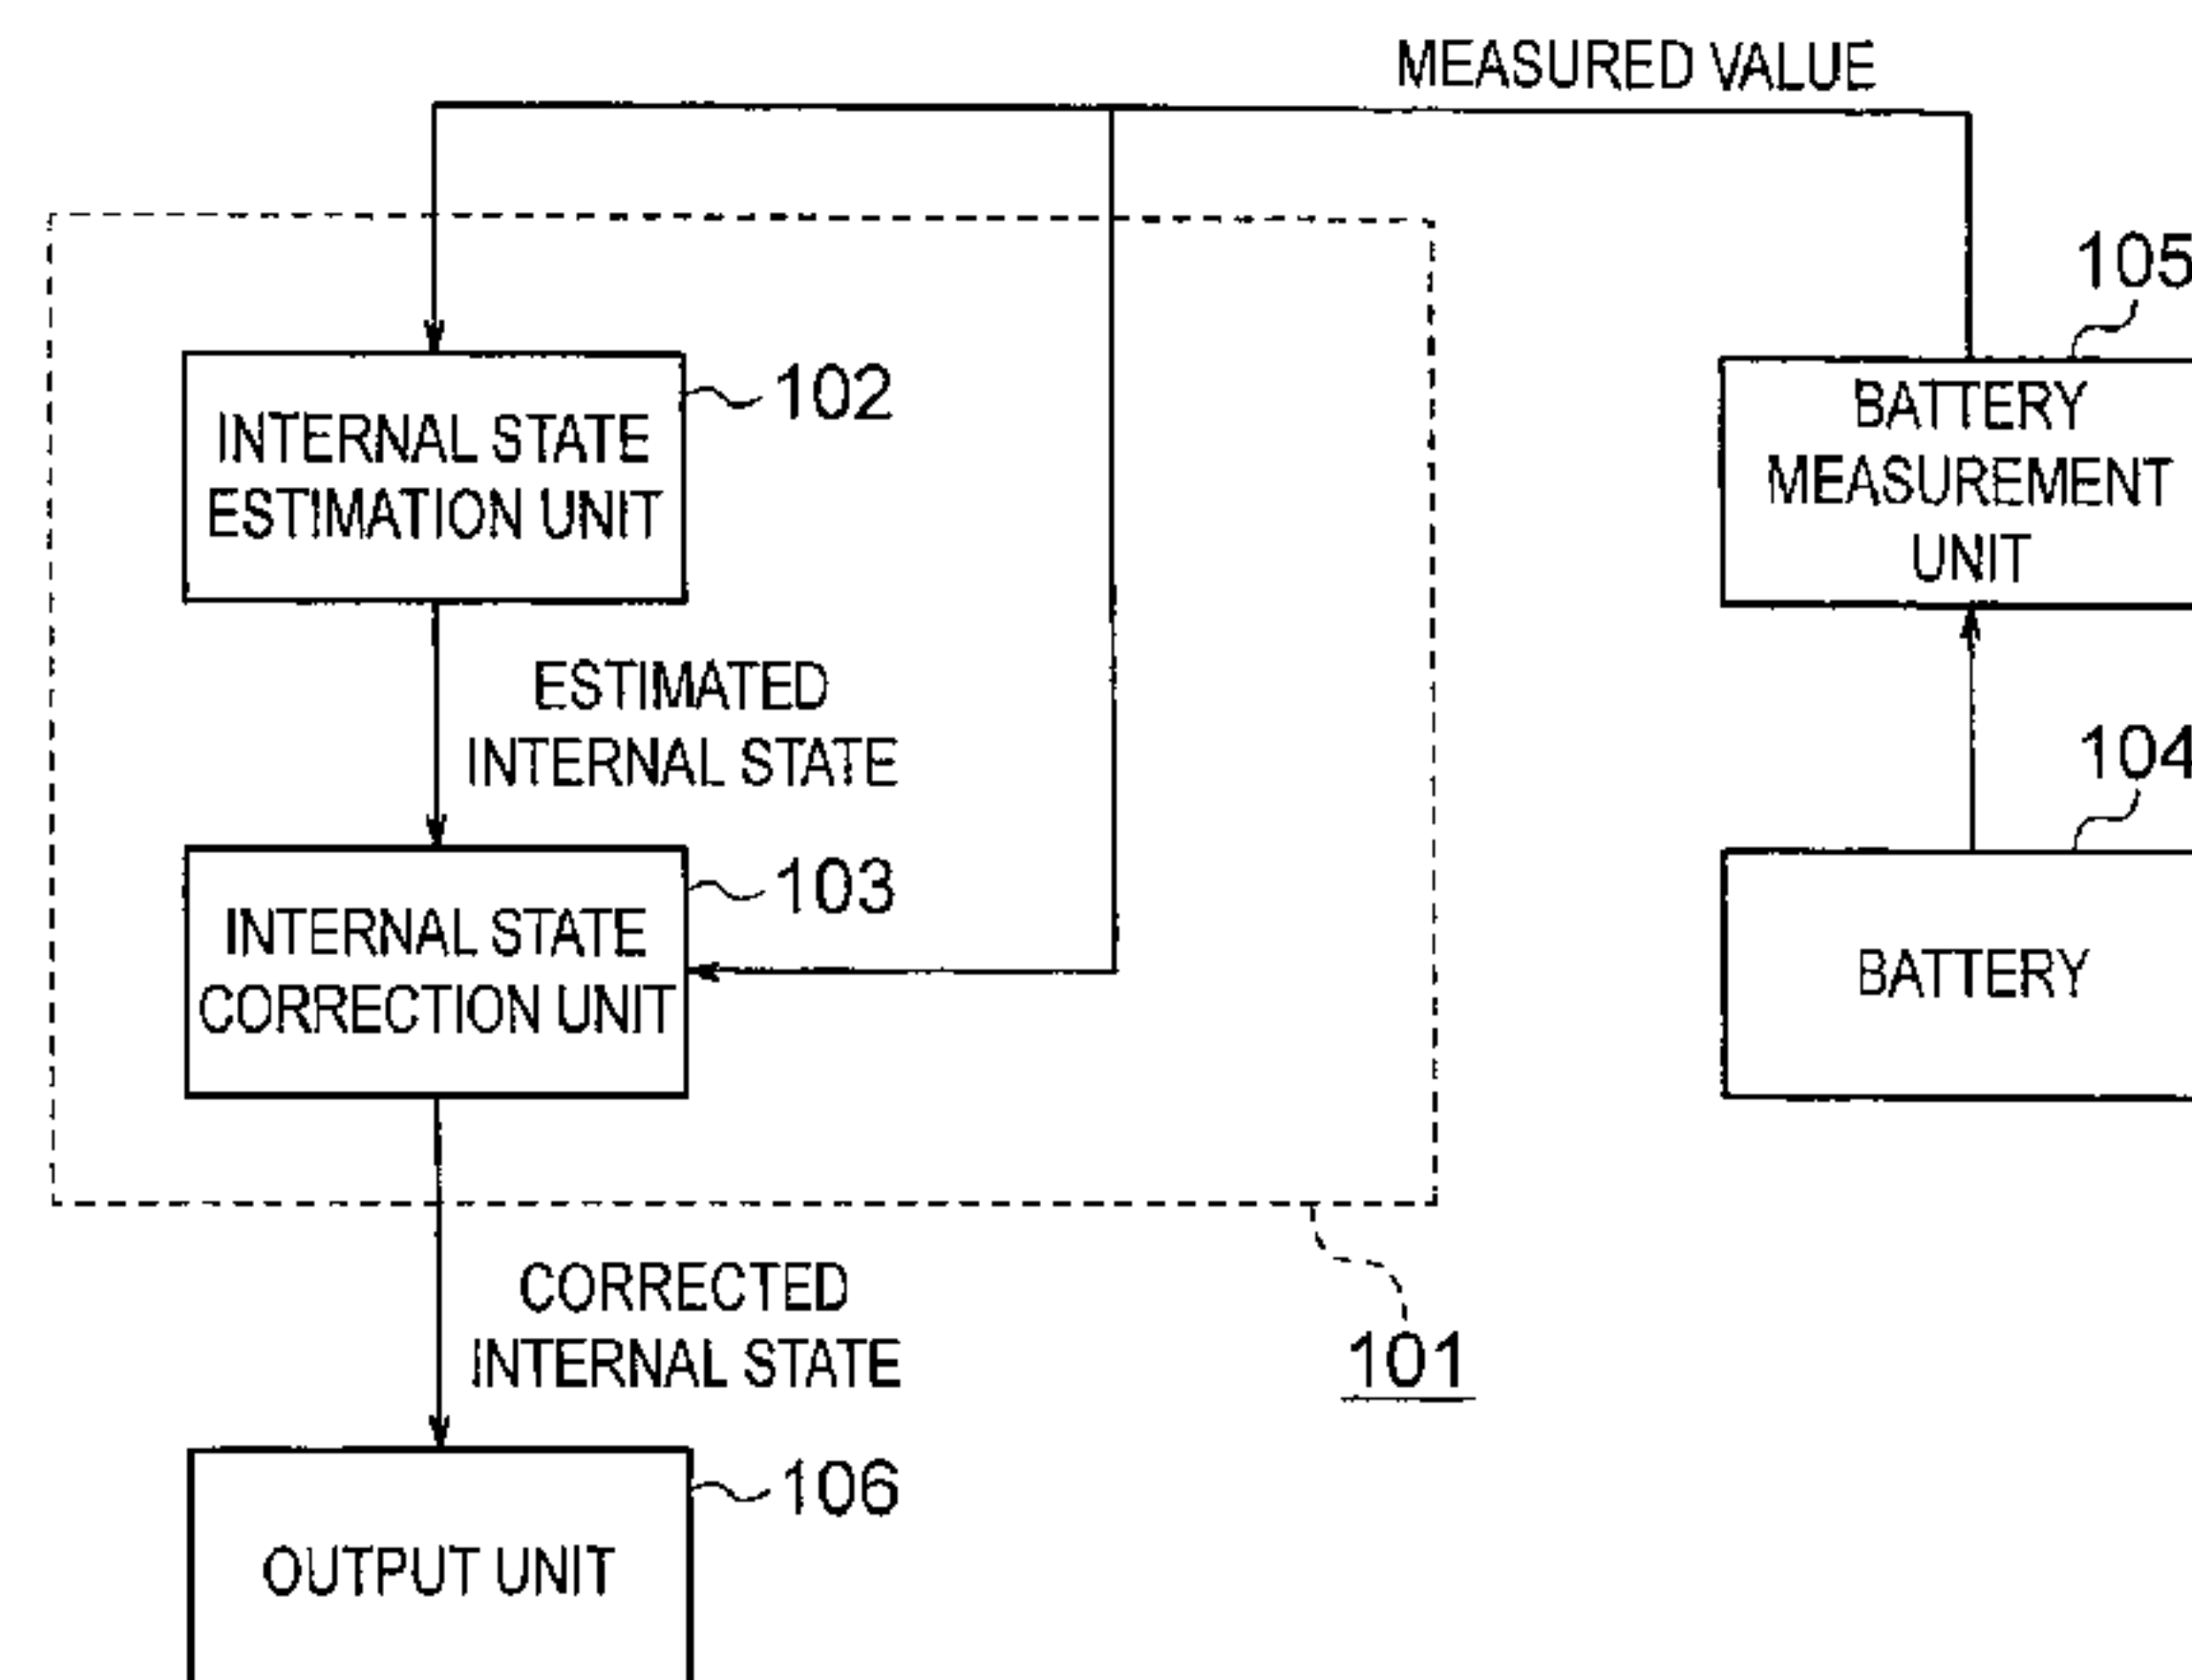 MEASURED VALUE
105
102
BATTERY
MEASUREMENT
UNIT
INTERNAL STATE
ESTIMATION UNIT
ESTIMATED
INTERNAL STATE
104
103
INTERNAL STATE
CORRECTION UNIT
BATTERY
CORRECTED
INTERNAL STATE
101
106
OUTPUT UNIT